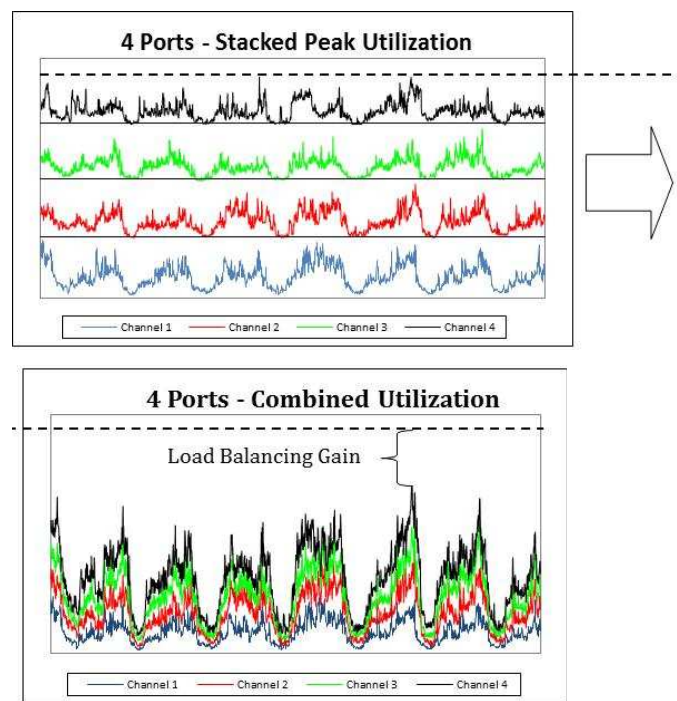 4 Ports - Stacked Peak Utilization
Channel 1 Channel 2 Channel 3 Channel 4
4 Ports - Combined Utilization
Load Balancing Gain
Channel 1 Channel 2 Channel 3 Channel 4